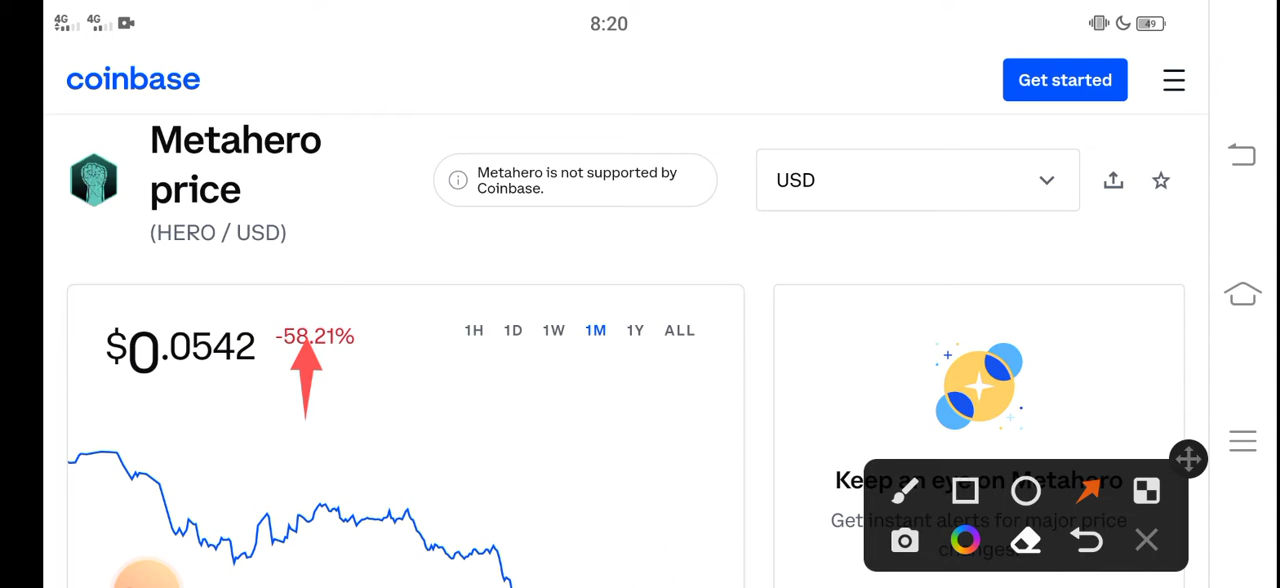 4G 4G 8:20 49
coinbase Get started
Metahero
price
(HERO / USD)
Metahero is not supported by
Coinbase.
USD
$0.0542 -58.21%
1H 1D 1W 1M 1Y ALL
Keep an eye on Metahero
Get instant alerts for major price
changes.